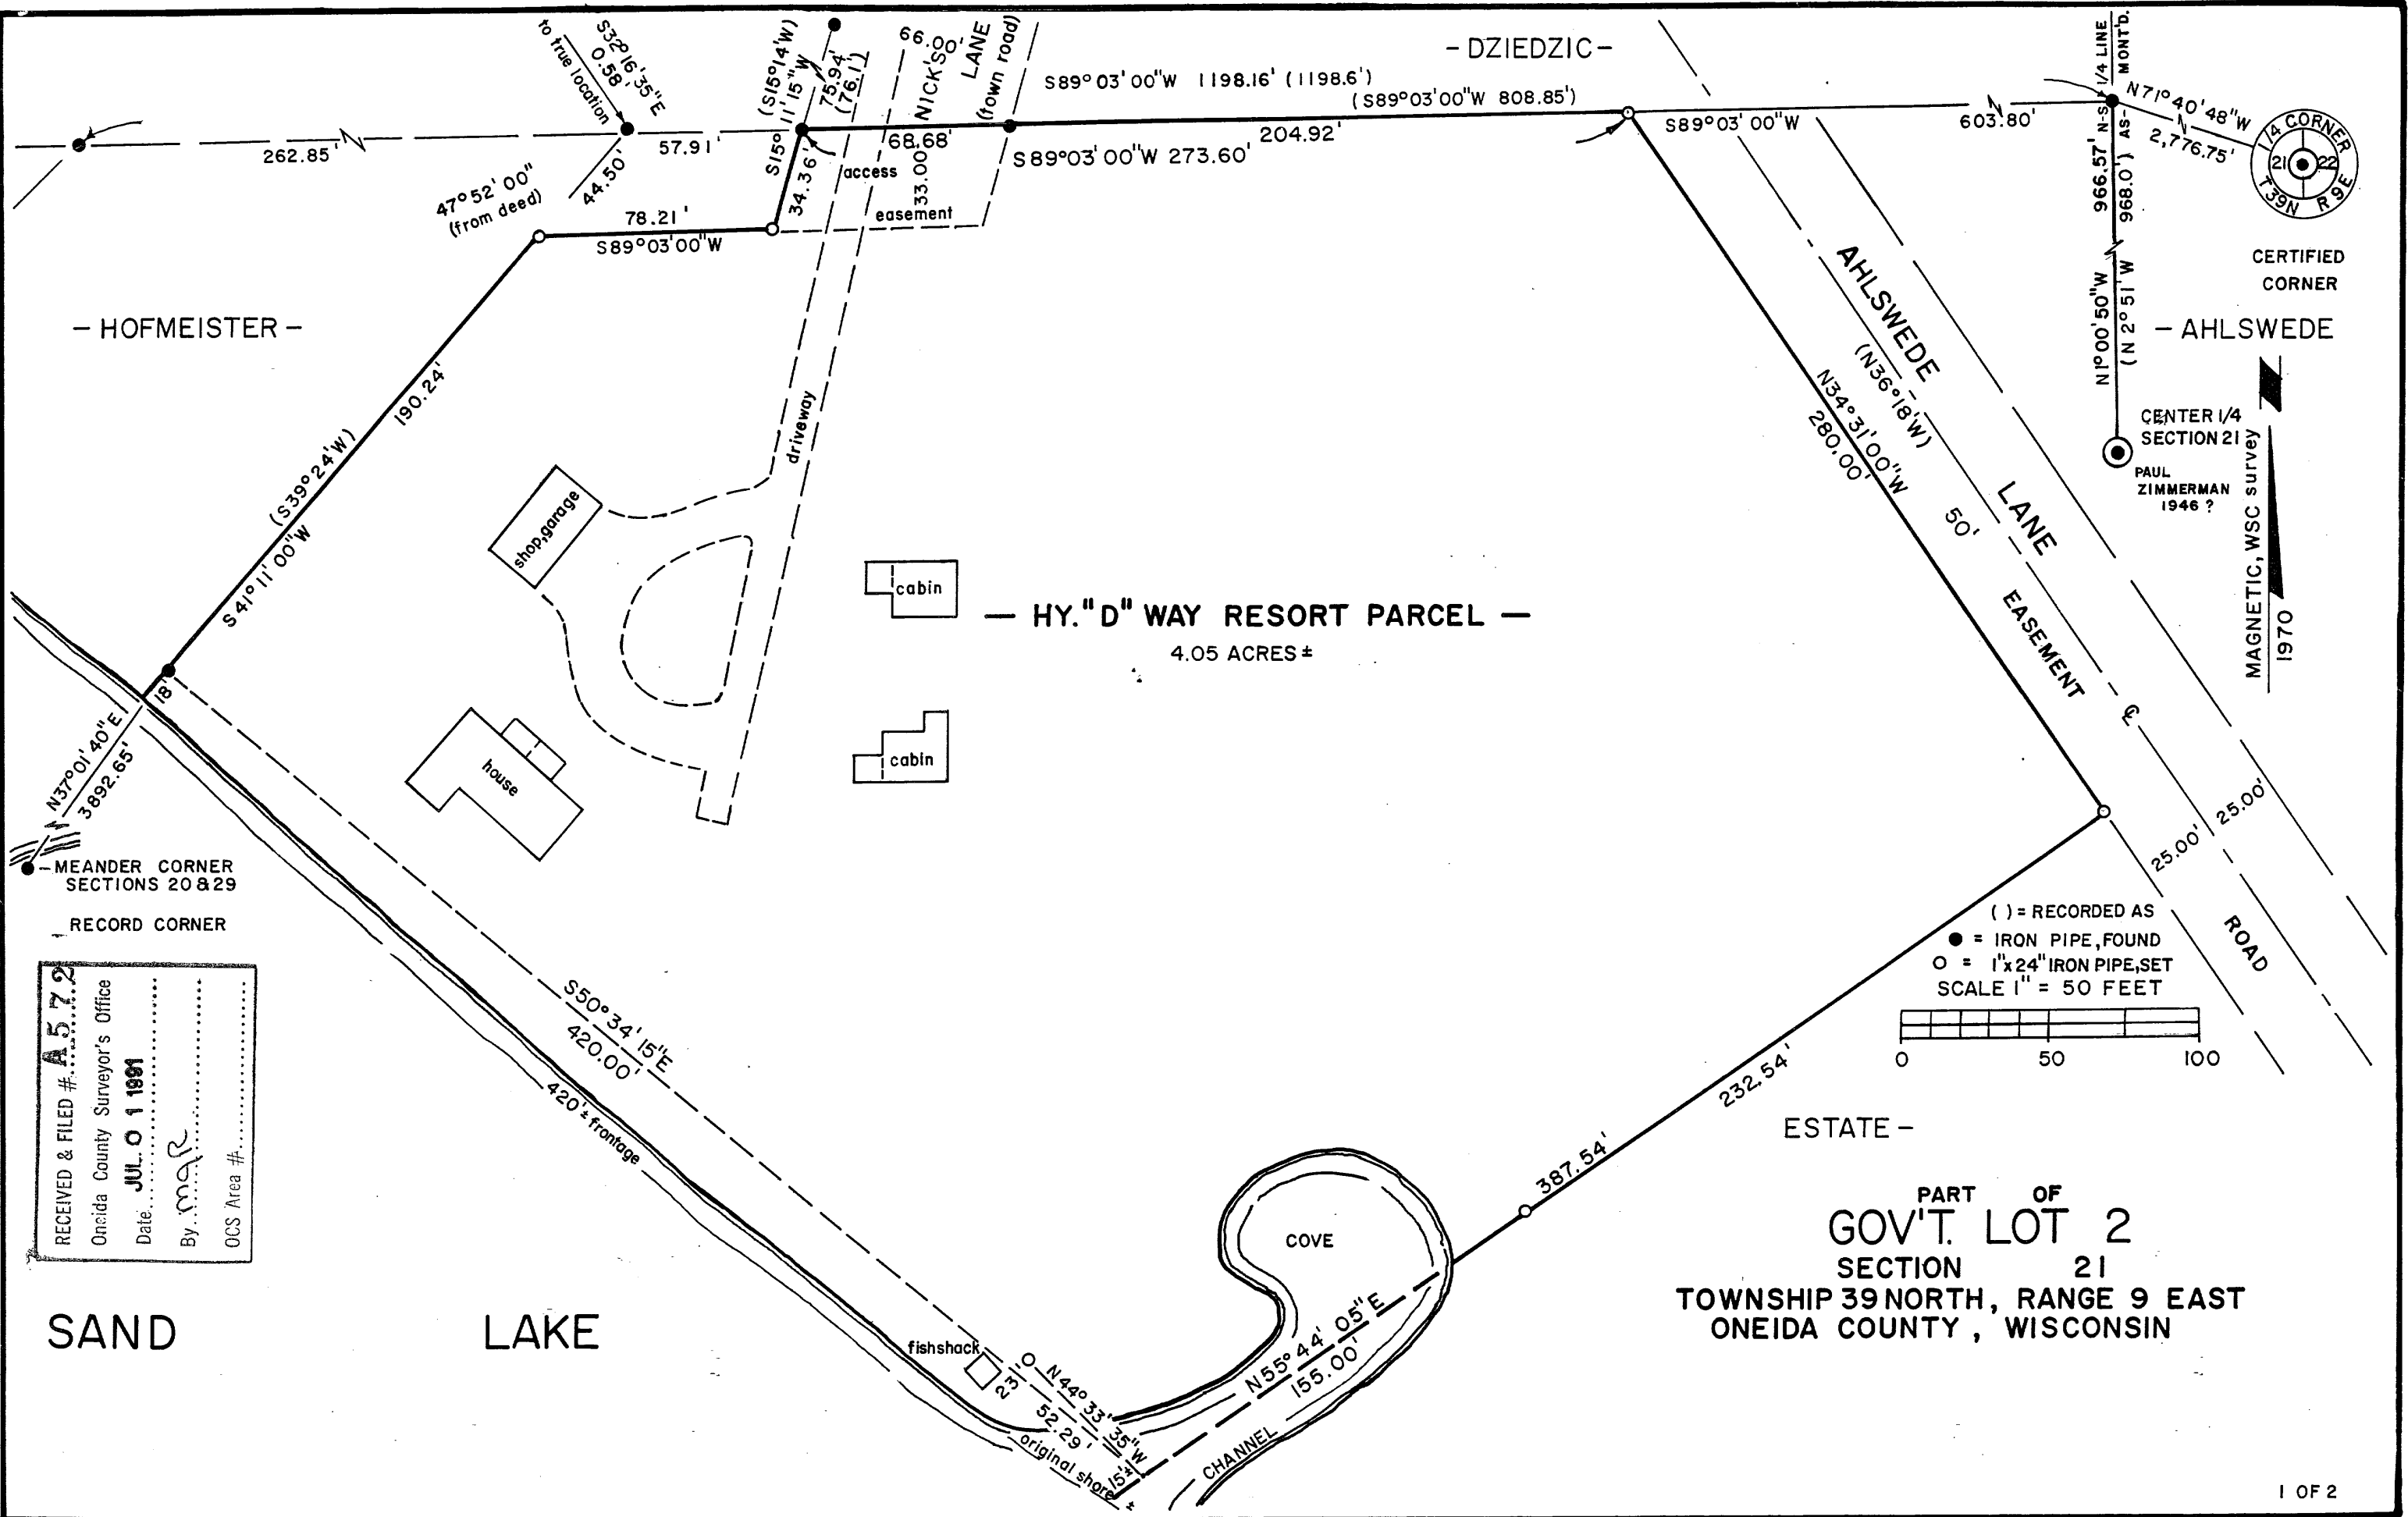 S32°16'35"E
0.58'
to true location
(S15°14'W)
S15°11'15"W
75.94'
(76.1')
66.00'
NICK'S LANE
(town road)
- DZIEDZIC -
S89°03'00"W 1198.16' (1198.6')
(S89°03'00"W 808.85')
1/4 LINE
N-S
MONT'D.
AS-
N71°40'48"W
2,776.75'
1/4 CORNER
21 22
T39N R9E
262.85'
57.91'
68.68'
204.92'
S89°03'00"W
603.80'
S89°03'00"W 273.60'
47°52'00"
(from deed)
44.50'
34.36'
access
33.00'
easement
78.21'
S89°03'00"W
966.57'
968.0')
N1°00'50"W
(N2°51'W
CERTIFIED
CORNER
- HOFMEISTER -
- AHLSWEDE
AHLSWEDE
LANE
(N36°18'W)
N34°31'00"W
280.00'
50'
EASEMENT
℄
25.00'
25.00'
ROAD
CENTER 1/4
SECTION 21
PAUL
ZIMMERMAN
1946 ?
MAGNETIC, WSC survey
1970
190.24'
(S39°24'W)
S41°11'00"W
driveway
shop,garage
cabin
— HY. "D" WAY RESORT PARCEL —
4.05 ACRES ±
cabin
house
18'
N37°01'40"E
3892.65'
- MEANDER CORNER
SECTIONS 20 & 29
RECORD CORNER
RECEIVED & FILED # A572
Oneida County Surveyor's Office
Date JUL 0 1 1991
By
OCS Area #
S50°34'15"E
420.00'
420'± frontage
( ) = RECORDED AS
● = IRON PIPE, FOUND
O = 1"x24" IRON PIPE, SET
SCALE 1" = 50 FEET
0 50 100
232.54'
387.54'
ESTATE -
COVE
PART OF
GOV'T. LOT 2
SECTION 21
TOWNSHIP 39 NORTH, RANGE 9 EAST
ONEIDA COUNTY, WISCONSIN
SAND LAKE
fishshack
23'
N44°33'35"W
52.29'
N55°44'05"E
155.00'
original shore
15'±
CHANNEL
1 OF 2